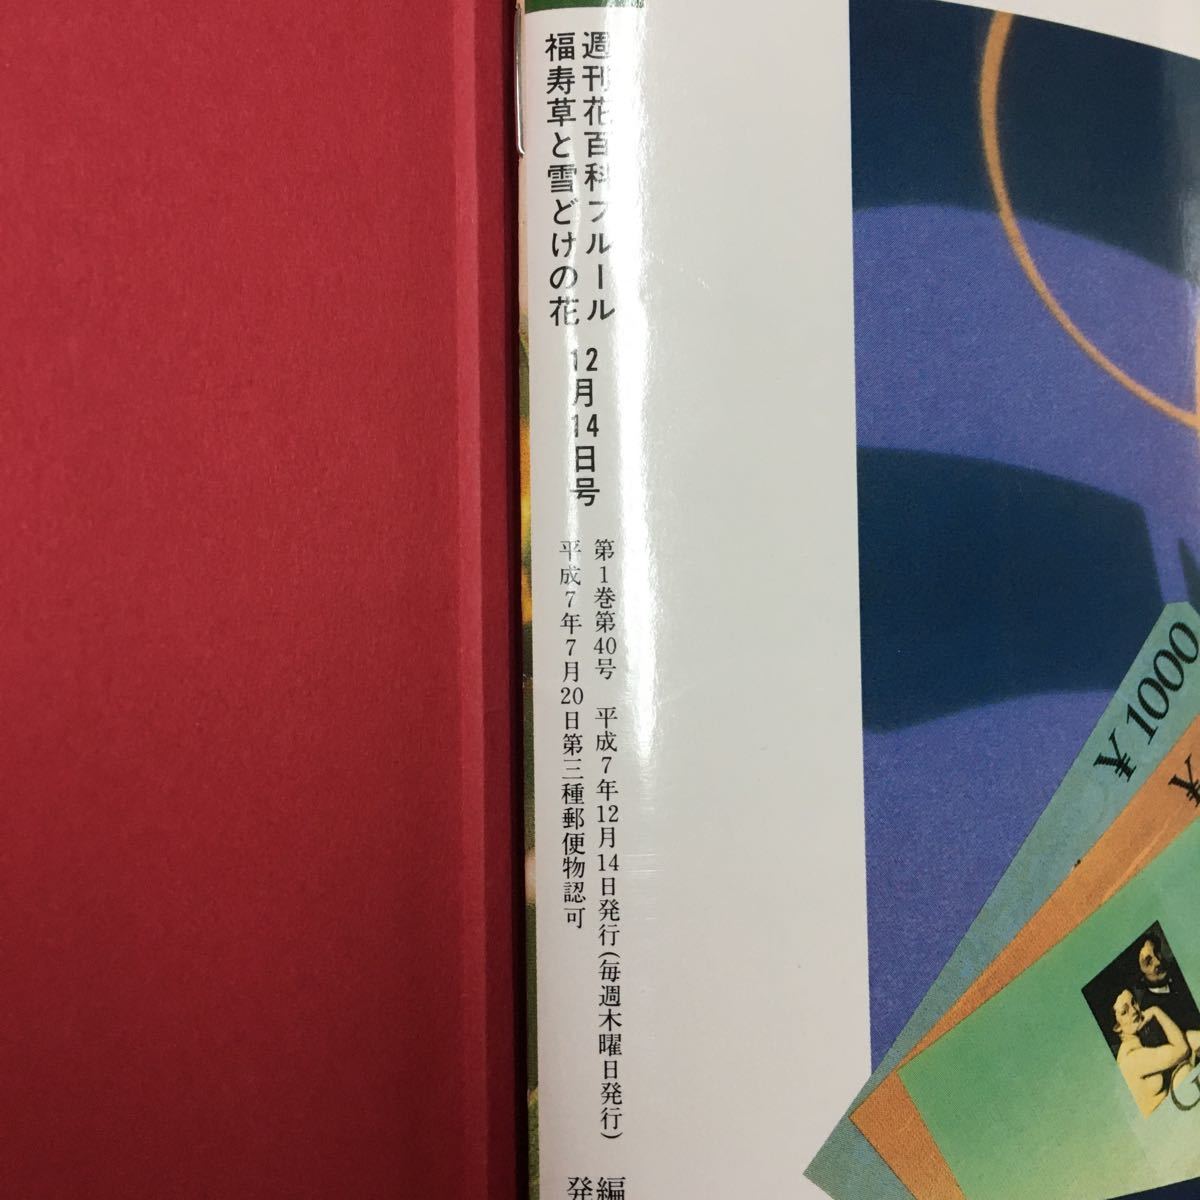 週刊花百科フルール
福寿草と雪どけの花
12月14日号
第1巻第40号 平成7年12月14日発行(毎週木曜日発行)
平成7年7月20日第三種郵便物認可
編
発
¥1000
¥
G